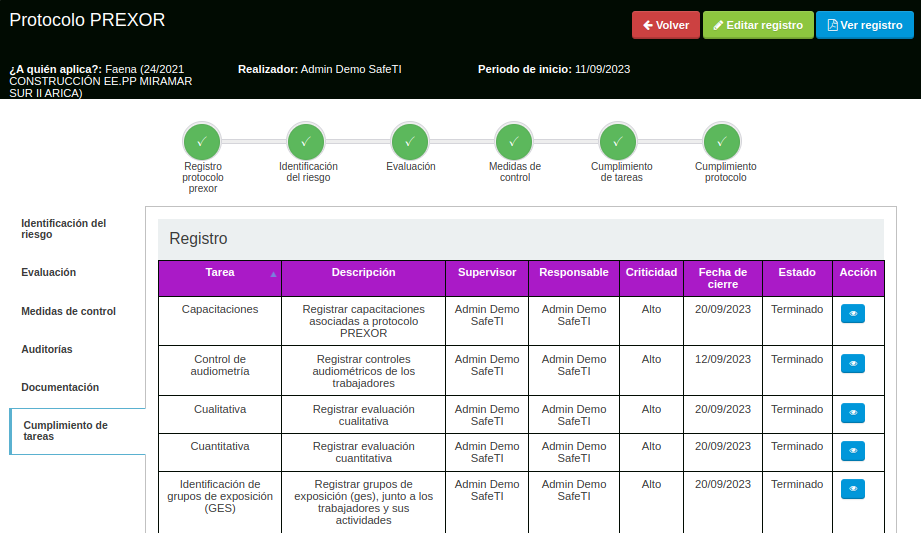 Protocolo PREXOR
Volver
Editar registro
Ver registro
¿A quién aplica?: Faena (24/2021
CONSTRUCCIÓN EE.PP MIRAMAR
SUR II ARICA)
Realizador: Admin Demo SafeTI
Periodo de inicio: 11/09/2023
Registro
protocolo
prexor
Identificación
del riesgo
Evaluación
Medidas de
control
Cumplimiento
de tareas
Cumplimiento
protocolo
Identificación del
riesgo
Evaluación
Medidas de control
Auditorías
Documentación
Cumplimiento de
tareas
Registro
Tarea
Descripción
Supervisor
Responsable
Criticidad
Fecha de
cierre
Estado
Acción
Capacitaciones
Registrar capacitaciones
asociadas a protocolo
PREXOR
Admin Demo
SafeTI
Admin Demo
SafeTI
Alto
20/09/2023
Terminado
Control de
audiometría
Registrar controles
audiométricos de los
trabajadores
Admin Demo
SafeTI
Admin Demo
SafeTI
Alto
12/09/2023
Terminado
Cualitativa
Registrar evaluación
cualitativa
Admin Demo
SafeTI
Admin Demo
SafeTI
Alto
20/09/2023
Terminado
Cuantitativa
Registrar evaluación
cuantitativa
Admin Demo
SafeTI
Admin Demo
SafeTI
Alto
20/09/2023
Terminado
Identificación de
grupos de exposición
(GES)
Registrar grupos de
exposición (ges), junto a los
trabajadores y sus
actividades
Admin Demo
SafeTI
Admin Demo
SafeTI
Alto
20/09/2023
Terminado